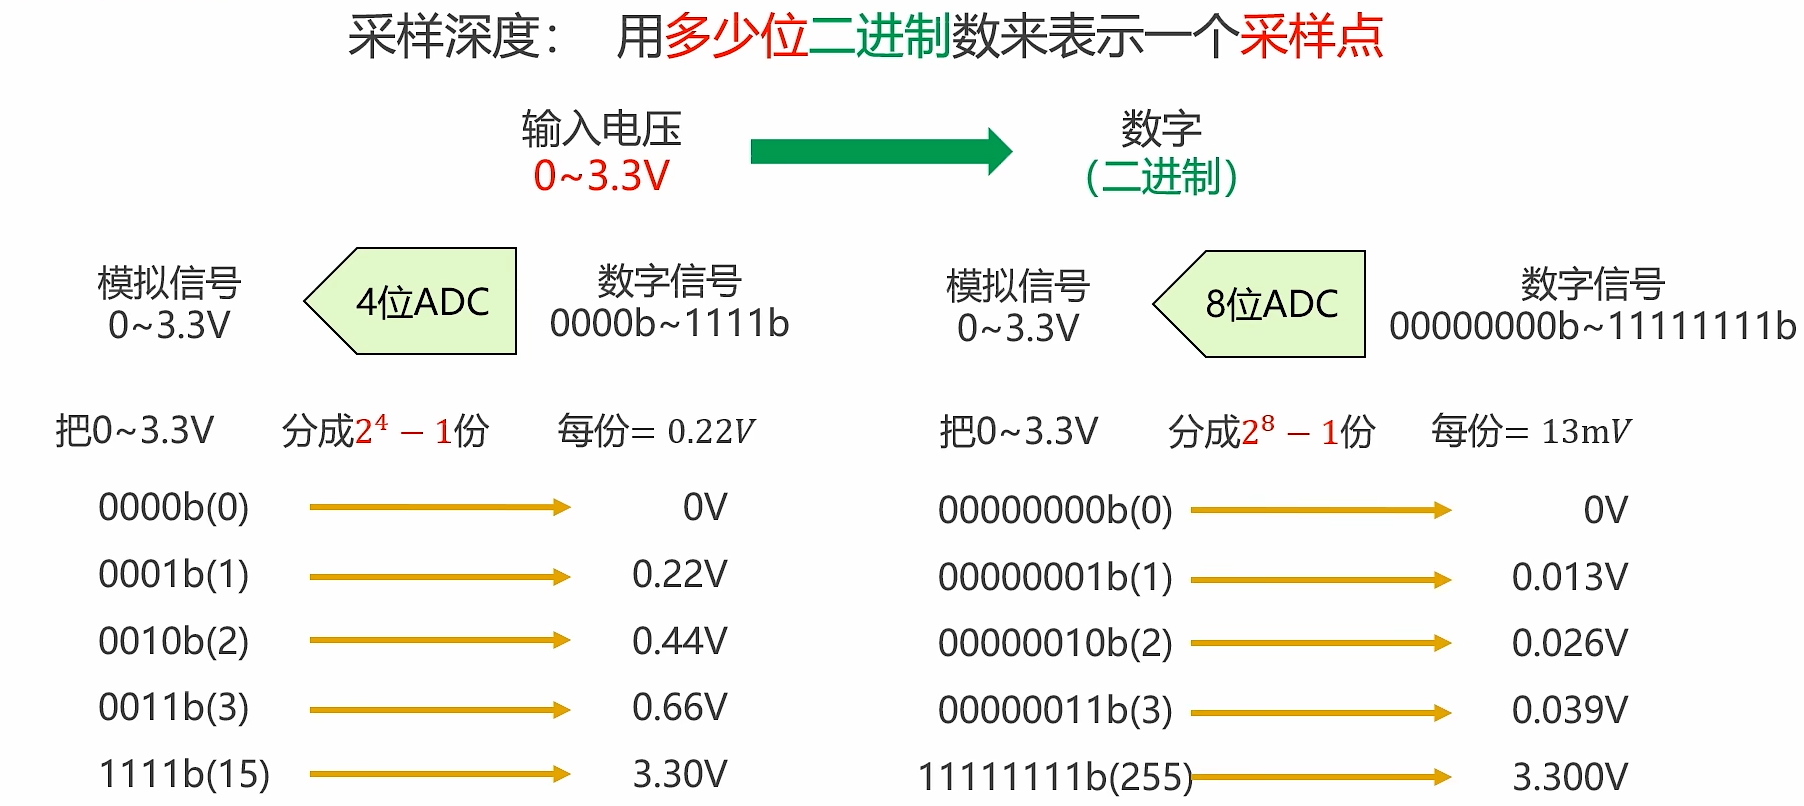 采样深度： 用多少位二进制数来表示一个采样点
输入电压
0~3.3V
数字
(二进制)
模拟信号
0~3.3V
4位ADC
数字信号
0000b~1111b
把0~3.3V 分成2⁴ − 1份 每份= 0.22V
0000b(0) 0V
0001b(1) 0.22V
0010b(2) 0.44V
0011b(3) 0.66V
1111b(15) 3.30V
模拟信号
0~3.3V
8位ADC
数字信号
00000000b~11111111b
把0~3.3V 分成2⁸ − 1份 每份= 13mV
00000000b(0) 0V
00000001b(1) 0.013V
00000010b(2) 0.026V
00000011b(3) 0.039V
11111111b(255) 3.300V